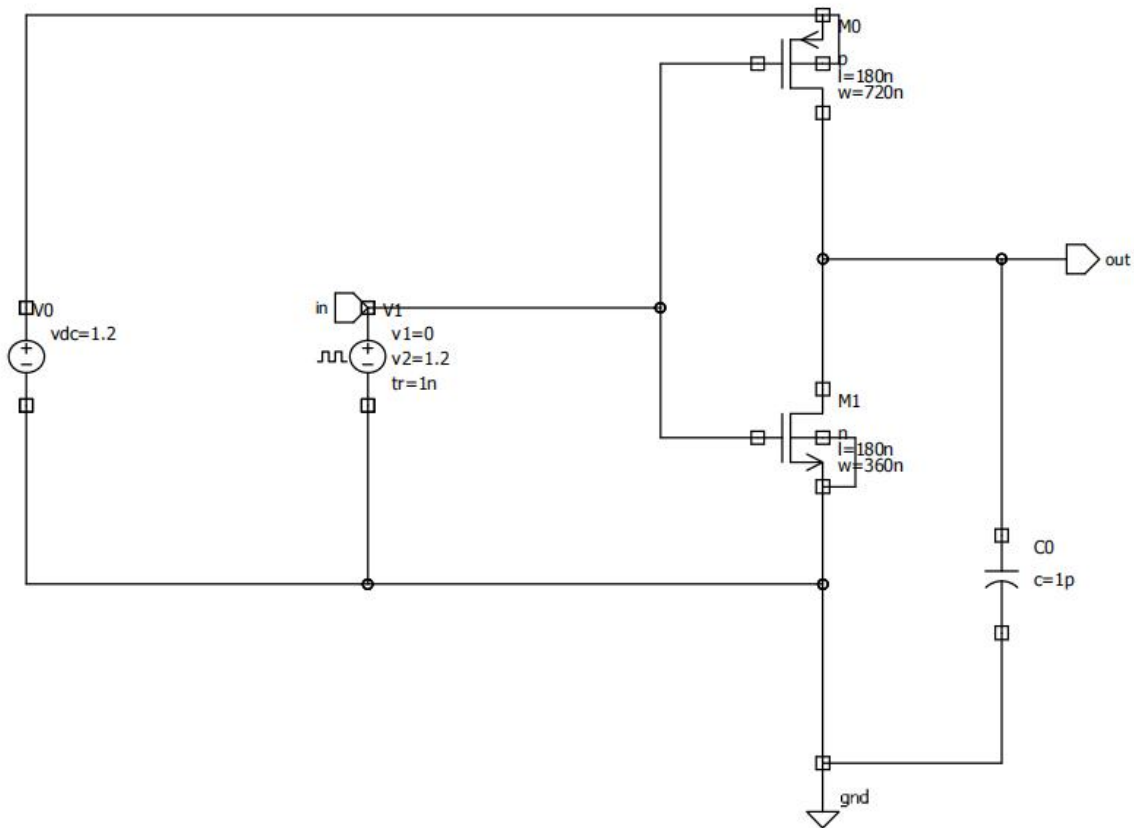 M0
p
l=180n
w=720n
out
V0
vdc=1.2
in
V1
v1=0
v2=1.2
tr=1n
M1
n
l=180n
w=360n
C0
c=1p
gnd